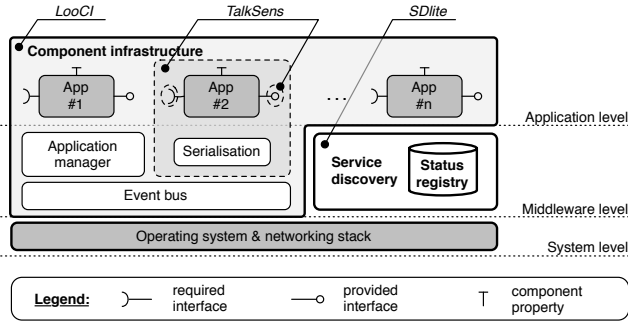 LooCI
TalkSens
SDlite
Component infrastructure
App
#1
App
#2
...
App
#n
Application level
Application
manager
Serialisation
Service
discovery
Status
registry
Event bus
Middleware level
Operating system & networking stack
System level
Legend:
required
interface
provided
interface
component
property